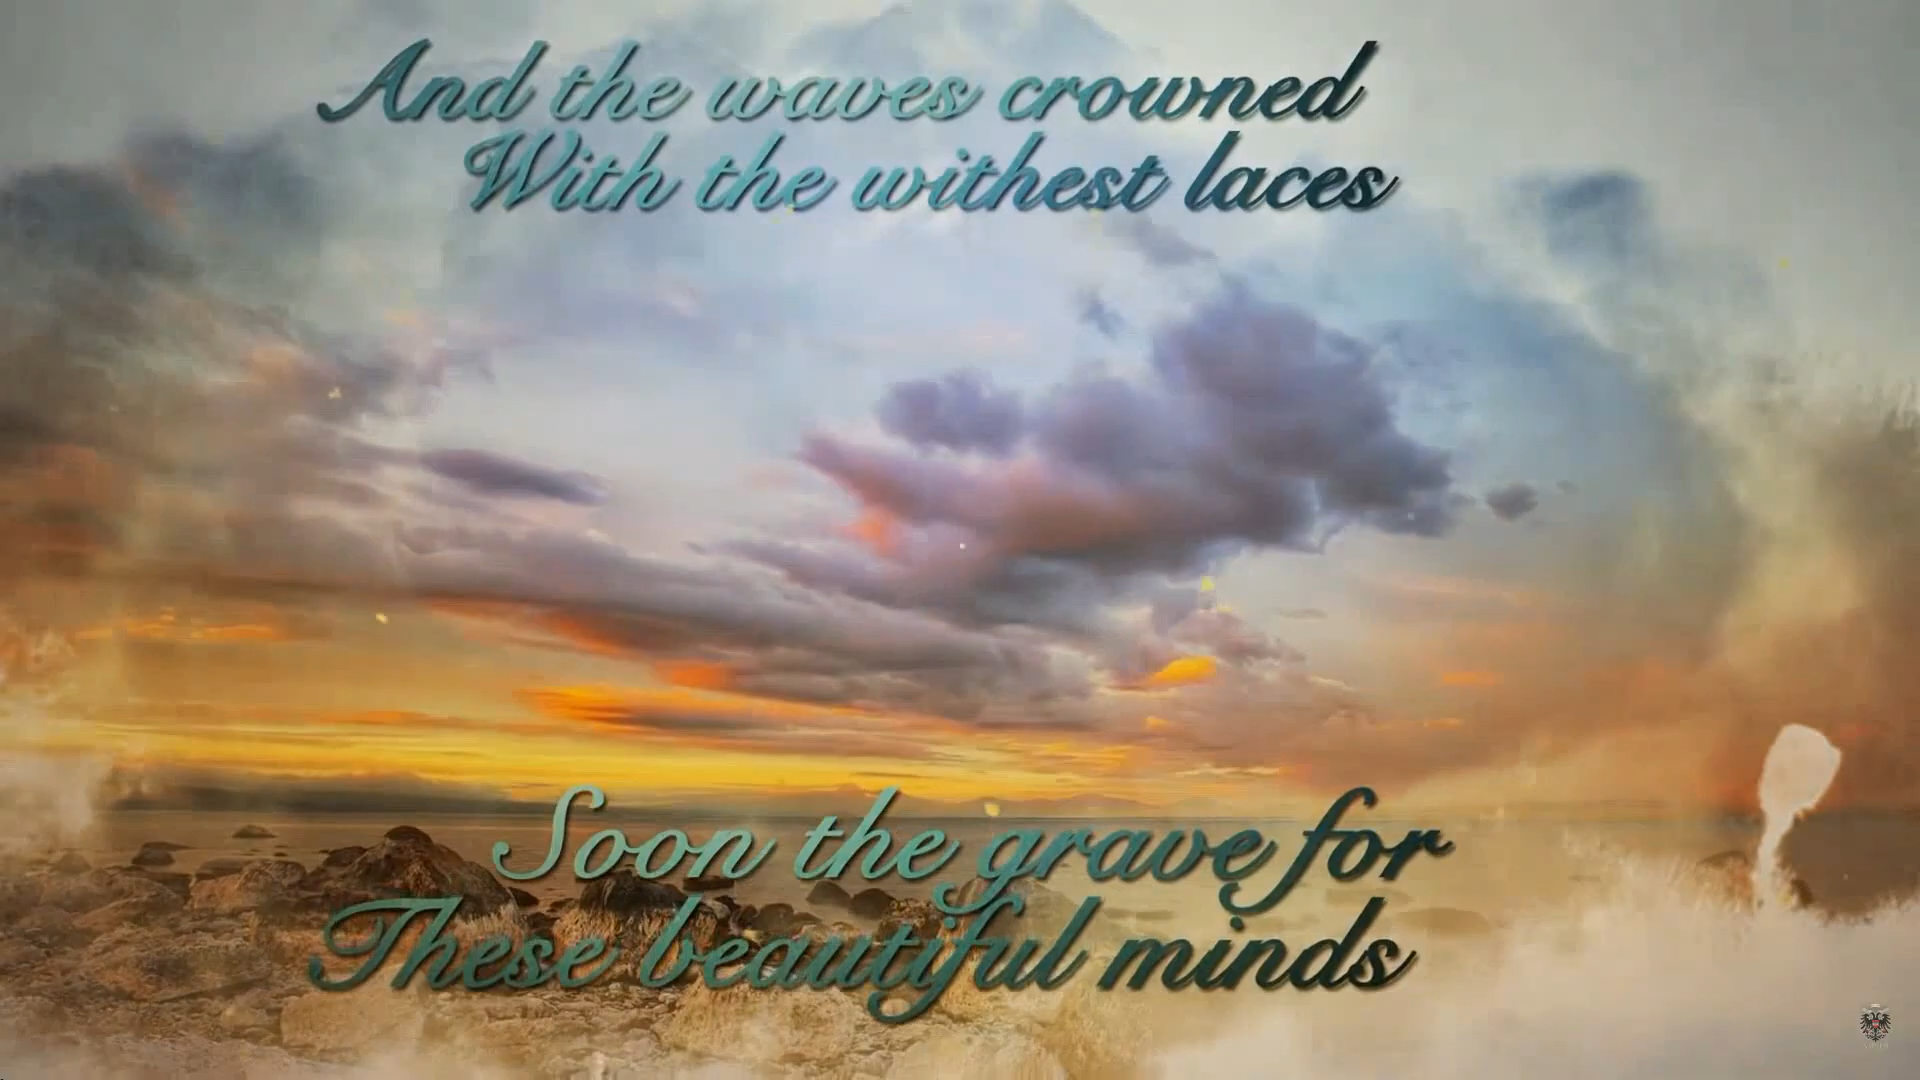 And the waves crowned
With the withest laces
Soon the grave for
These beautiful minds